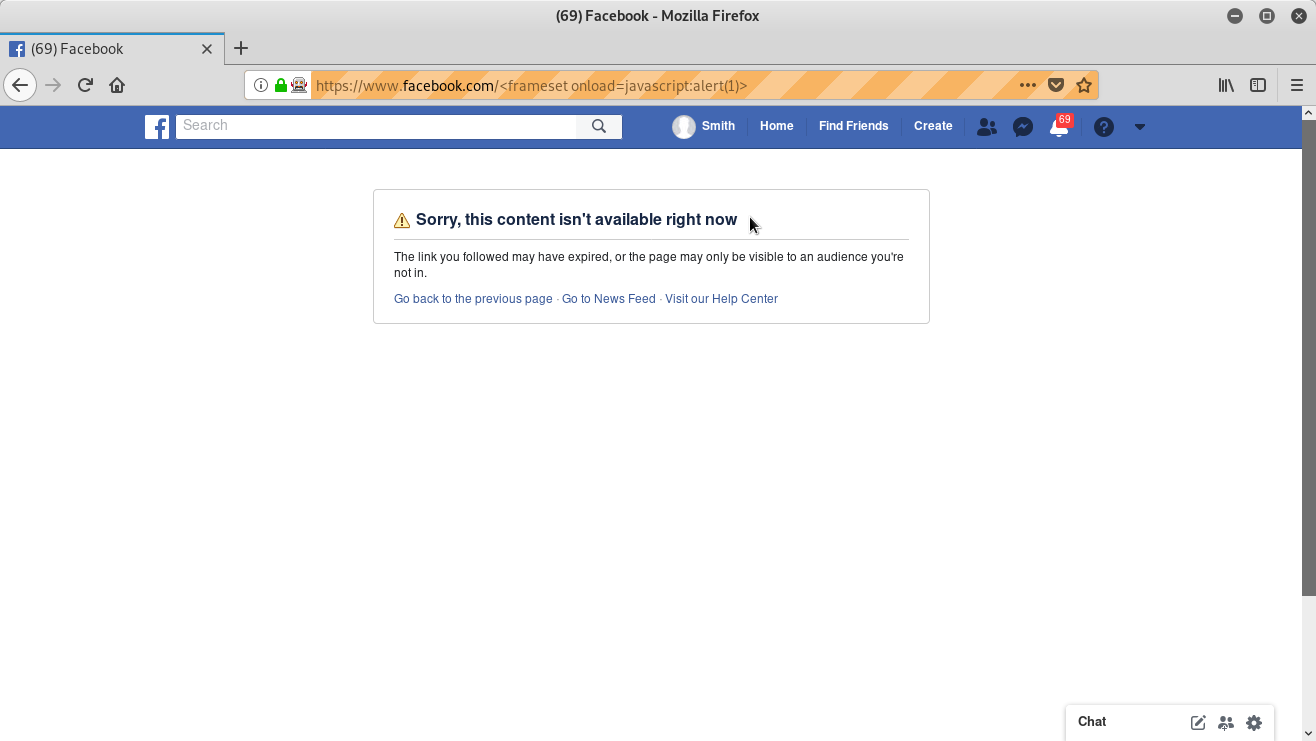 (69) Facebook - Mozilla Firefox
(69) Facebook
https://www.facebook.com/<frameset onload=javascript:alert(1)>
Search
Smith
Home
Find Friends
Create
69
Sorry, this content isn't available right now
The link you followed may have expired, or the page may only be visible to an audience you're
not in.
Go back to the previous page · Go to News Feed · Visit our Help Center
Chat